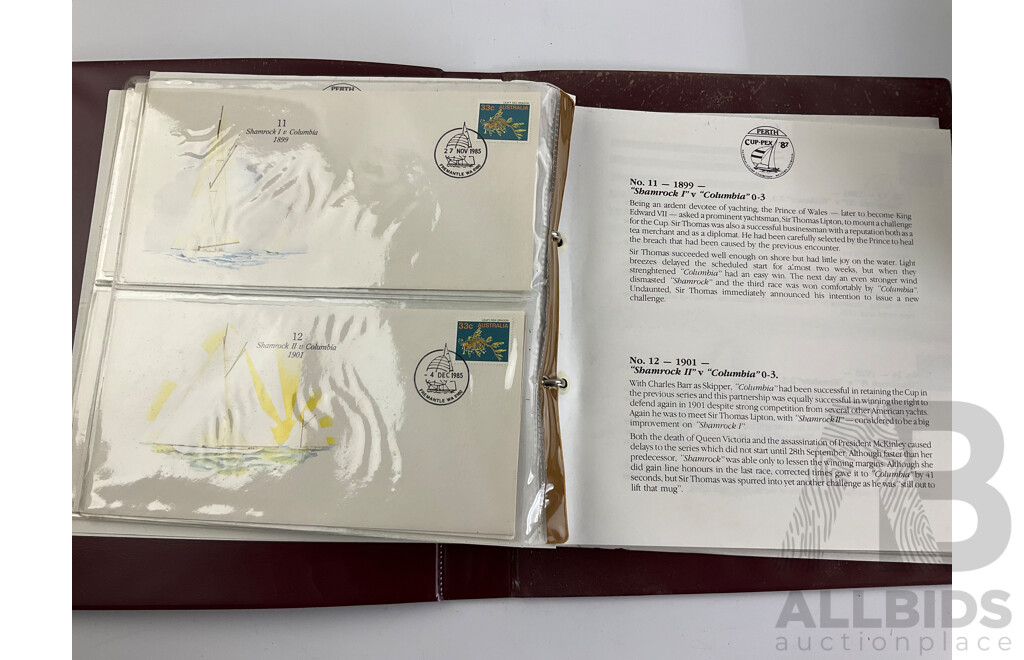 PERTH
11
Shamrock I v Columbia
1899
33c AUSTRALIA
27 NOV 1985
FREMANTLE WA 6160
12
Shamrock II v Columbia
1901
33c AUSTRALIA
- 4 DEC 1985
FREMANTLE WA 6160
PERTH
CUP-PEX '87
No. 11 — 1899 —
"Shamrock I" v "Columbia" 0-3
Being an ardent devotee of yachting, the Prince of Wales — later to become King
Edward VII — asked a prominent yachtsman, Sir Thomas Lipton, to mount a challenge
for the Cup. Sir Thomas was also a successful businessman with a reputation both as a
tea merchant and as a diplomat. He had been carefully selected by the Prince to heal
the breach that had been caused by the previous encounter.
Sir Thomas succeeded well enough on shore but had little joy on the water. Light
breezes delayed the scheduled start for almost two weeks, but when they
strenghtened "Columbia" had an easy win. The next day an even stronger wind
dismasted "Shamrock" and the third race was won comfortably by "Columbia".
Undaunted, Sir Thomas immediately announced his intention to issue a new
challenge.
No. 12 — 1901 —
"Shamrock II" v "Columbia" 0-3.
With Charles Barr as Skipper, "Columbia" had been successful in retaining the Cup in
the previous series and this partnership was equally successful in winning the right to
defend again in 1901 despite strong competition from several other American yachts.
Again he was to meet Sir Thomas Lipton, with "Shamrock II" — considered to be a big
improvement on "Shamrock I".
Both the death of Queen Victoria and the assassination of President McKinley caused
delays to the series which did not start until 28th September. Although faster than her
predecessor, "Shamrock" was able only to lessen the winning margins. Although she
did gain line honours in the last race, corrected times gave it to "Columbia" by 41
seconds, but Sir Thomas was spurred into yet another challenge as he was "still out to
lift that mug".
AB
ALLBIDS
auctionplace